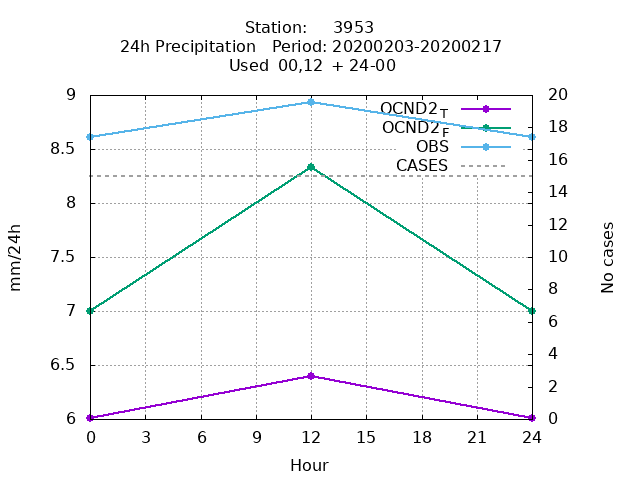 Station: 3953
24h Precipitation Period: 20200203-20200217
Used 00,12 + 24-00
9
8.5
8
7.5
7
6.5
6
20
18
16
14
12
10
8
6
4
2
0
OCND2T
OCND2F
OBS
CASES
mm/24h
No cases
0 3 6 9 12 15 18 21 24
Hour